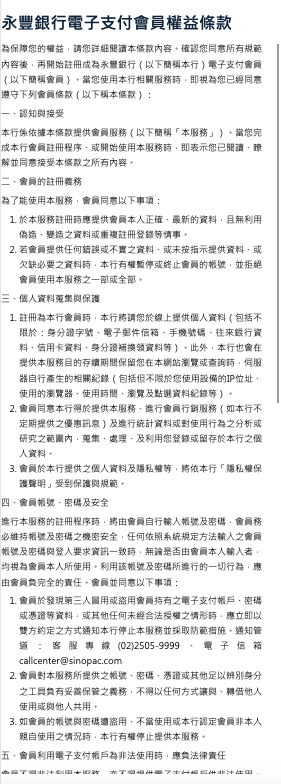 永豐銀行電子支付會員權益條款
為保障您的權益，請您詳細閱讀本條款內容。確認您同意所有規範
內容後，再開始註冊成為永豐銀行（以下簡稱本行）電子支付會員
（以下簡稱會員）。當您使用本行相關服務時，即視為您已經同意
遵守下列會員條款（以下稱本條款）：
一、認知與接受
本行係依據本條款提供會員服務（以下簡稱「本服務」）。當您完
成本行會員註冊程序、或開始使用本服務時，即表示您已閱讀、瞭
解並同意接受本條款之所有內容。
二、會員的註冊義務
為了能使用本服務，會員同意以下事項：
1. 於本服務註冊時應提供會員本人正確、最新的資料，且無利用
偽造、變造之資料或重複註冊登錄等情事。
2. 若會員提供任何錯誤或不實之資料、或未按指示提供資料、或
欠缺必要之資料時，本行有權暫停或終止會員的帳號，並拒絕
會員使用本服務之一部或全部。
三、個人資料蒐集與保護
1. 註冊為本行會員時，本行將請您於線上提供個人資料（包括不
限於：身分證字號、電子郵件信箱、手機號碼、往來銀行資
料、信用卡資料、身分證補換領資料等）。此外，本行也會在
提供本服務目的存續期間保留您在本網站瀏覽或查詢時，伺服
器自行產生的相關紀錄（包括但不限於您使用設備的IP位址、
使用的瀏覽器、使用時間、瀏覽及點選資料紀錄等）。
2. 會員同意本行得於提供本服務、進行會員行銷服務（如本行不
定期提供之優惠訊息）及進行統計資料或對使用行為之分析或
研究之範圍內，蒐集、處理、及利用您登錄或留存於本行之個
人資料。
3. 會員於本行提供之個人資料及隱私權等，將依本行「隱私權保
護聲明」受到保護與規範。
四、會員帳號、密碼及安全
進行本服務的註冊程序時，將由會員自行輸入帳號及密碼，會員務
必維持帳號及密碼之機密安全，任何依照系統規定方法輸入之會員
帳號及密碼與登入要求資訊一致時，無論是否由會員本人輸入者，
均視為會員本人所使用。利用該帳號及密碼所進行的一切行為，應
由會員負完全的責任。會員並同意以下事項：
1. 會員於發現第三人冒用或盜用會員持有之電子支付帳戶、密碼
或憑證等資料，或其他任何未經合法授權之情形時，應立即以
雙方約定之方式通知本行停止本服務並採取防範措施。通知管
道：客服專線(02)2505-9999、電子信箱
callcenter@sinopac.com
2. 會員對本服務所提供之帳號、密碼、憑證或其他足以辨別身分
之工具負有妥善保管之義務，不得以任何方式讓與、轉借他人
使用或與他人共用。
3. 如會員的帳號與密碼遭盜用、不當使用或本行認定會員非本人
親自使用之情況時，本行有權停止提供本服務。
五、會員利用電子支付帳戶為非法使用時，應負法律責任